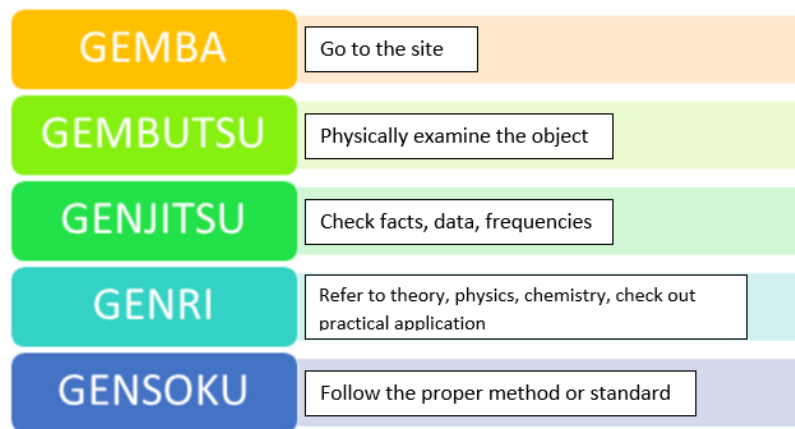 GEMBA
Go to the site
GEMBUTSU
Physically examine the object
GENJITSU
Check facts, data, frequencies
GENRI
Refer to theory, physics, chemistry, check out
practical application
GENSOKU
Follow the proper method or standard